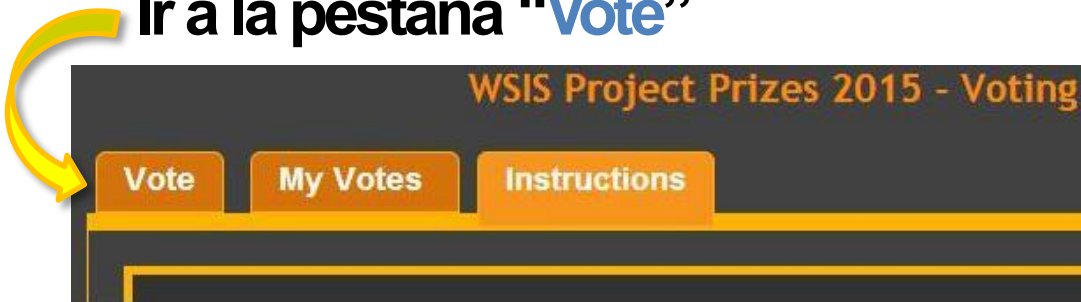 Ir a la pestaña “Vote”
WSIS Project Prizes 2015 - Voting
Vote My Votes Instructions